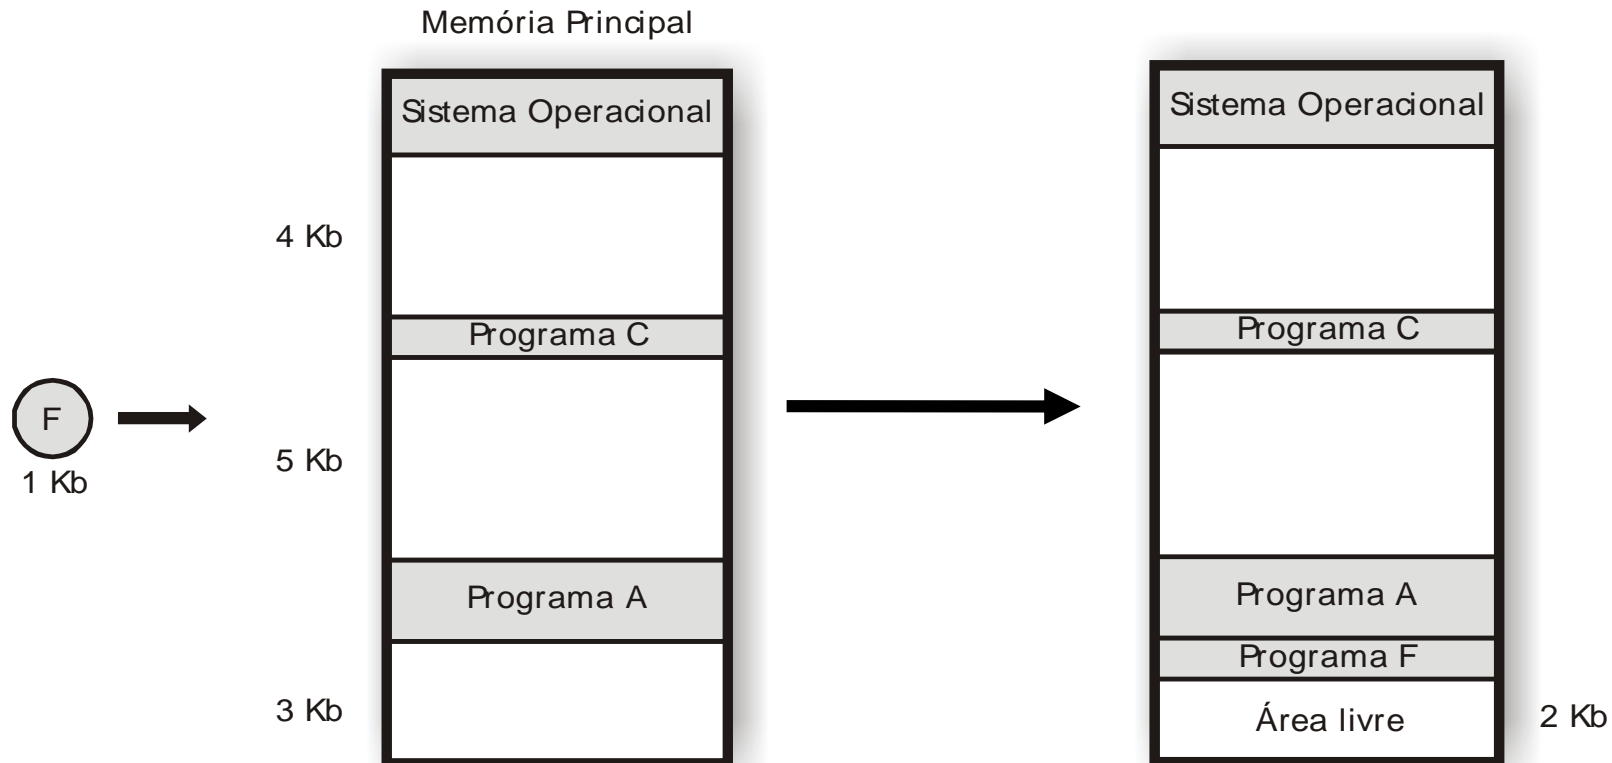 Memória Principal
Sistema Operacional
4 Kb
Programa C
F
1 Kb
5 Kb
Programa A
3 Kb
Sistema Operacional
Programa C
Programa A
Programa F
Área livre
2 Kb